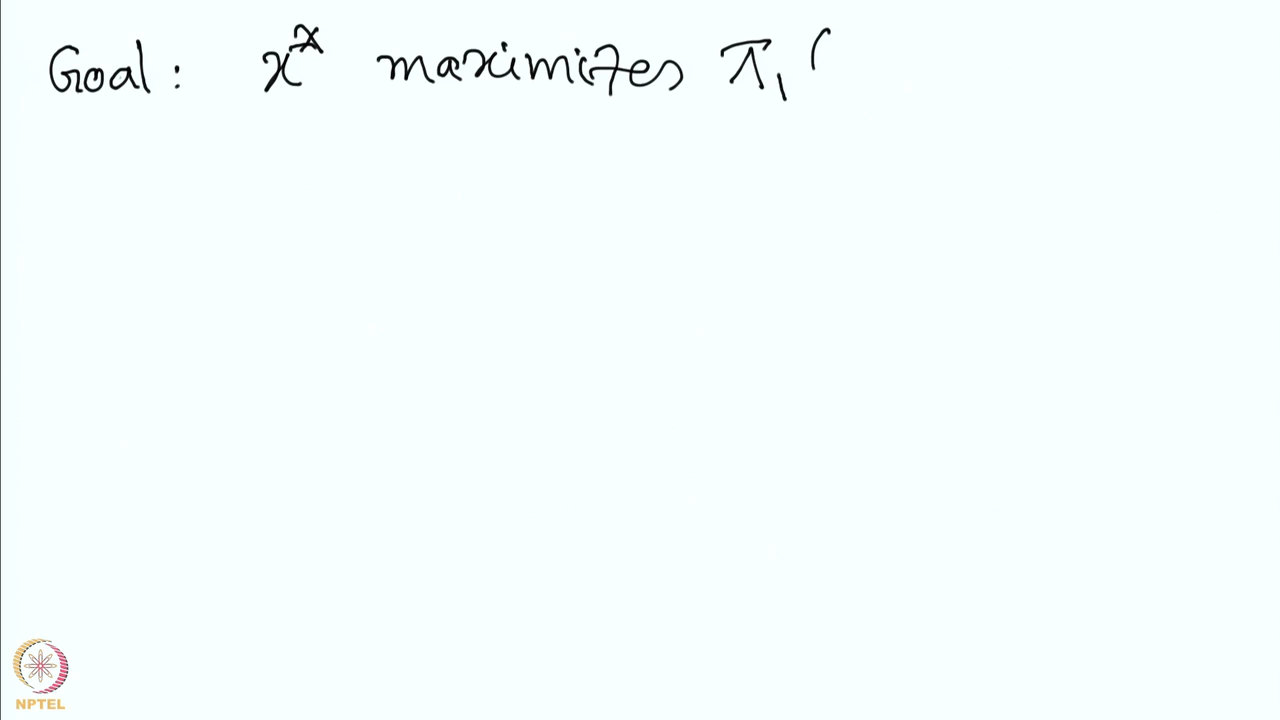 Goal: x* maximizes π₁ (
NPTEL